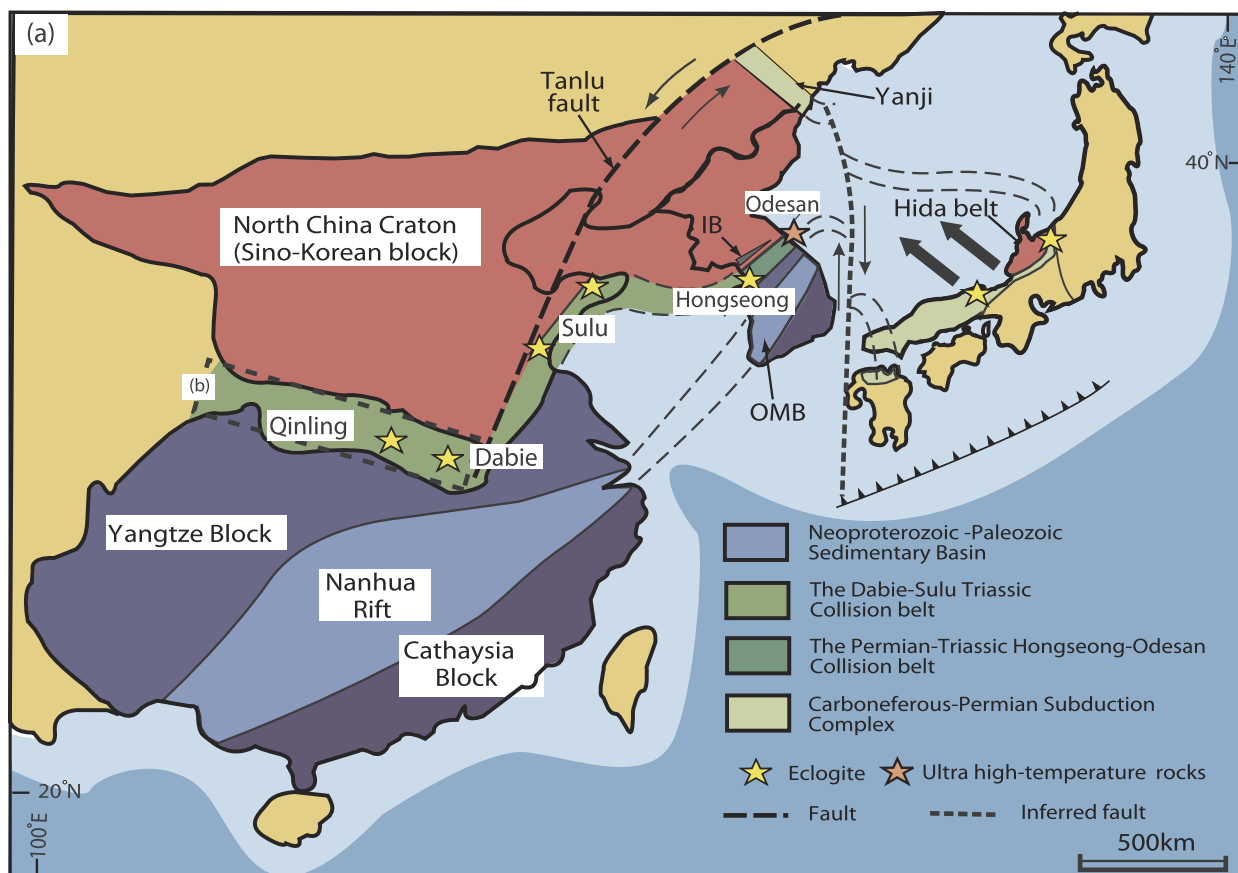 (a)
140°E
Tanlu
fault
Yanji
40°N
North China Craton
(Sino-Korean block)
Odesan
IB
Hida belt
Hongseong
Sulu
(b)
OMB
Qinling
Dabie
Yangtze Block
Nanhua
Rift
Cathaysia
Block
Neoproterozoic -Paleozoic
Sedimentary Basin
The Dabie-Sulu Triassic
Collision belt
The Permian-Triassic Hongseong-Odesan
Collision belt
Carboneferous-Permian Subduction
Complex
Eclogite
Ultra high-temperature rocks
Fault
Inferred fault
20°N
100°E
500km